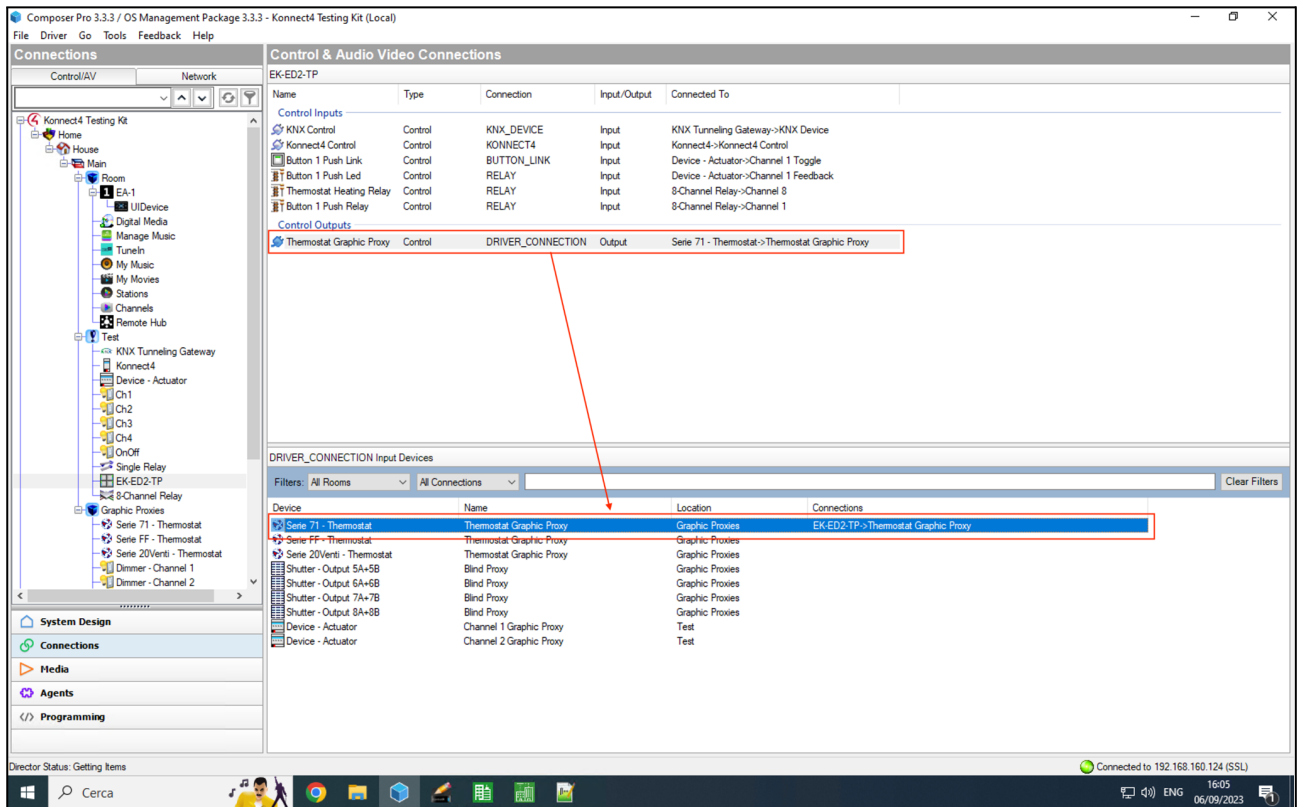 Composer Pro 3.3.3 / OS Management Package 3.3.3 - Konnect4 Testing Kit (Local)
File Driver Go Tools Feedback Help
Connections
Control/AV Network
Konnect4 Testing Kit
Home
House
Main
Room
1 EA-1
UIDevice
Digital Media
Manage Music
TuneIn
My Music
My Movies
Stations
Channels
Remote Hub
Test
KNX Tunneling Gateway
Konnect4
Device - Actuator
Ch1
Ch2
Ch3
Ch4
OnOff
Single Relay
EK-ED2-TP
8-Channel Relay
Graphic Proxies
Serie 71 - Thermostat
Serie FF - Thermostat
Serie 20Venti - Thermostat
Dimmer - Channel 1
Dimmer - Channel 2
System Design
Connections
Media
Agents
Programming
Control & Audio Video Connections
EK-ED2-TP
Name Type Connection Input/Output Connected To
Control Inputs
KNX Control Control KNX_DEVICE Input KNX Tunneling Gateway->KNX Device
Konnect4 Control Control KONNECT4 Input Konnect4->Konnect4 Control
Button 1 Push Link Control BUTTON_LINK Input Device - Actuator->Channel 1 Toggle
Button 1 Push Led Control RELAY Input Device - Actuator->Channel 1 Feedback
Thermostat Heating Relay Control RELAY Input 8-Channel Relay->Channel 8
Button 1 Push Relay Control RELAY Input 8-Channel Relay->Channel 1
Control Outputs
Thermostat Graphic Proxy Control DRIVER_CONNECTION Output Serie 71 - Thermostat->Thermostat Graphic Proxy
DRIVER_CONNECTION Input Devices
Filters: All Rooms All Connections Clear Filters
Device Name Location Connections
Serie 71 - Thermostat Thermostat Graphic Proxy Graphic Proxies EK-ED2-TP->Thermostat Graphic Proxy
Serie FF - Thermostat Thermostat Graphic Proxy Graphic Proxies
Serie 20Venti - Thermostat Thermostat Graphic Proxy Graphic Proxies
Shutter - Output 5A+5B Blind Proxy Graphic Proxies
Shutter - Output 6A+6B Blind Proxy Graphic Proxies
Shutter - Output 7A+7B Blind Proxy Graphic Proxies
Shutter - Output 8A+8B Blind Proxy Graphic Proxies
Device - Actuator Channel 1 Graphic Proxy Test
Device - Actuator Channel 2 Graphic Proxy Test
Director Status: Getting Items Connected to 192.168.160.124 (SSL)
Cerca ENG 16:05
06/09/2023 1